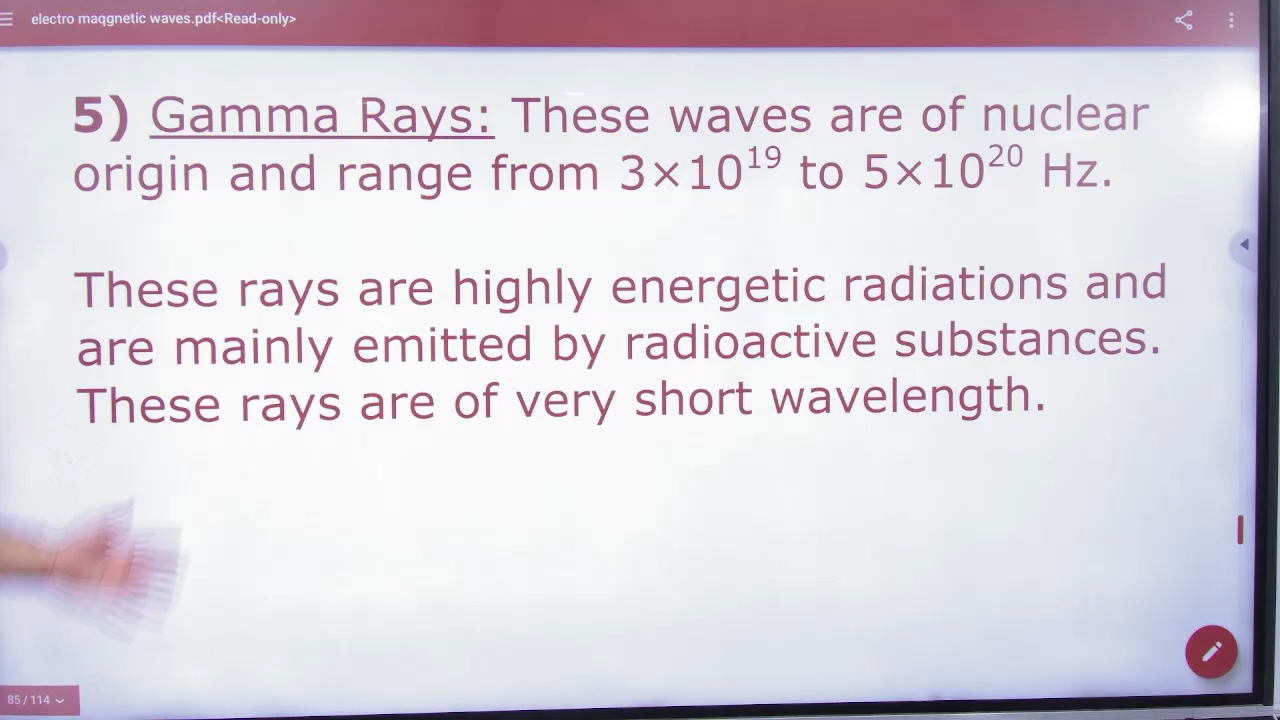 electro maqgnetic waves.pdf<Read-only>
5) Gamma Rays: These waves are of nuclear
origin and range from 3×10¹⁹ to 5×10²⁰ Hz.
These rays are highly energetic radiations and
are mainly emitted by radioactive substances.
These rays are of very short wavelength.
85 / 114